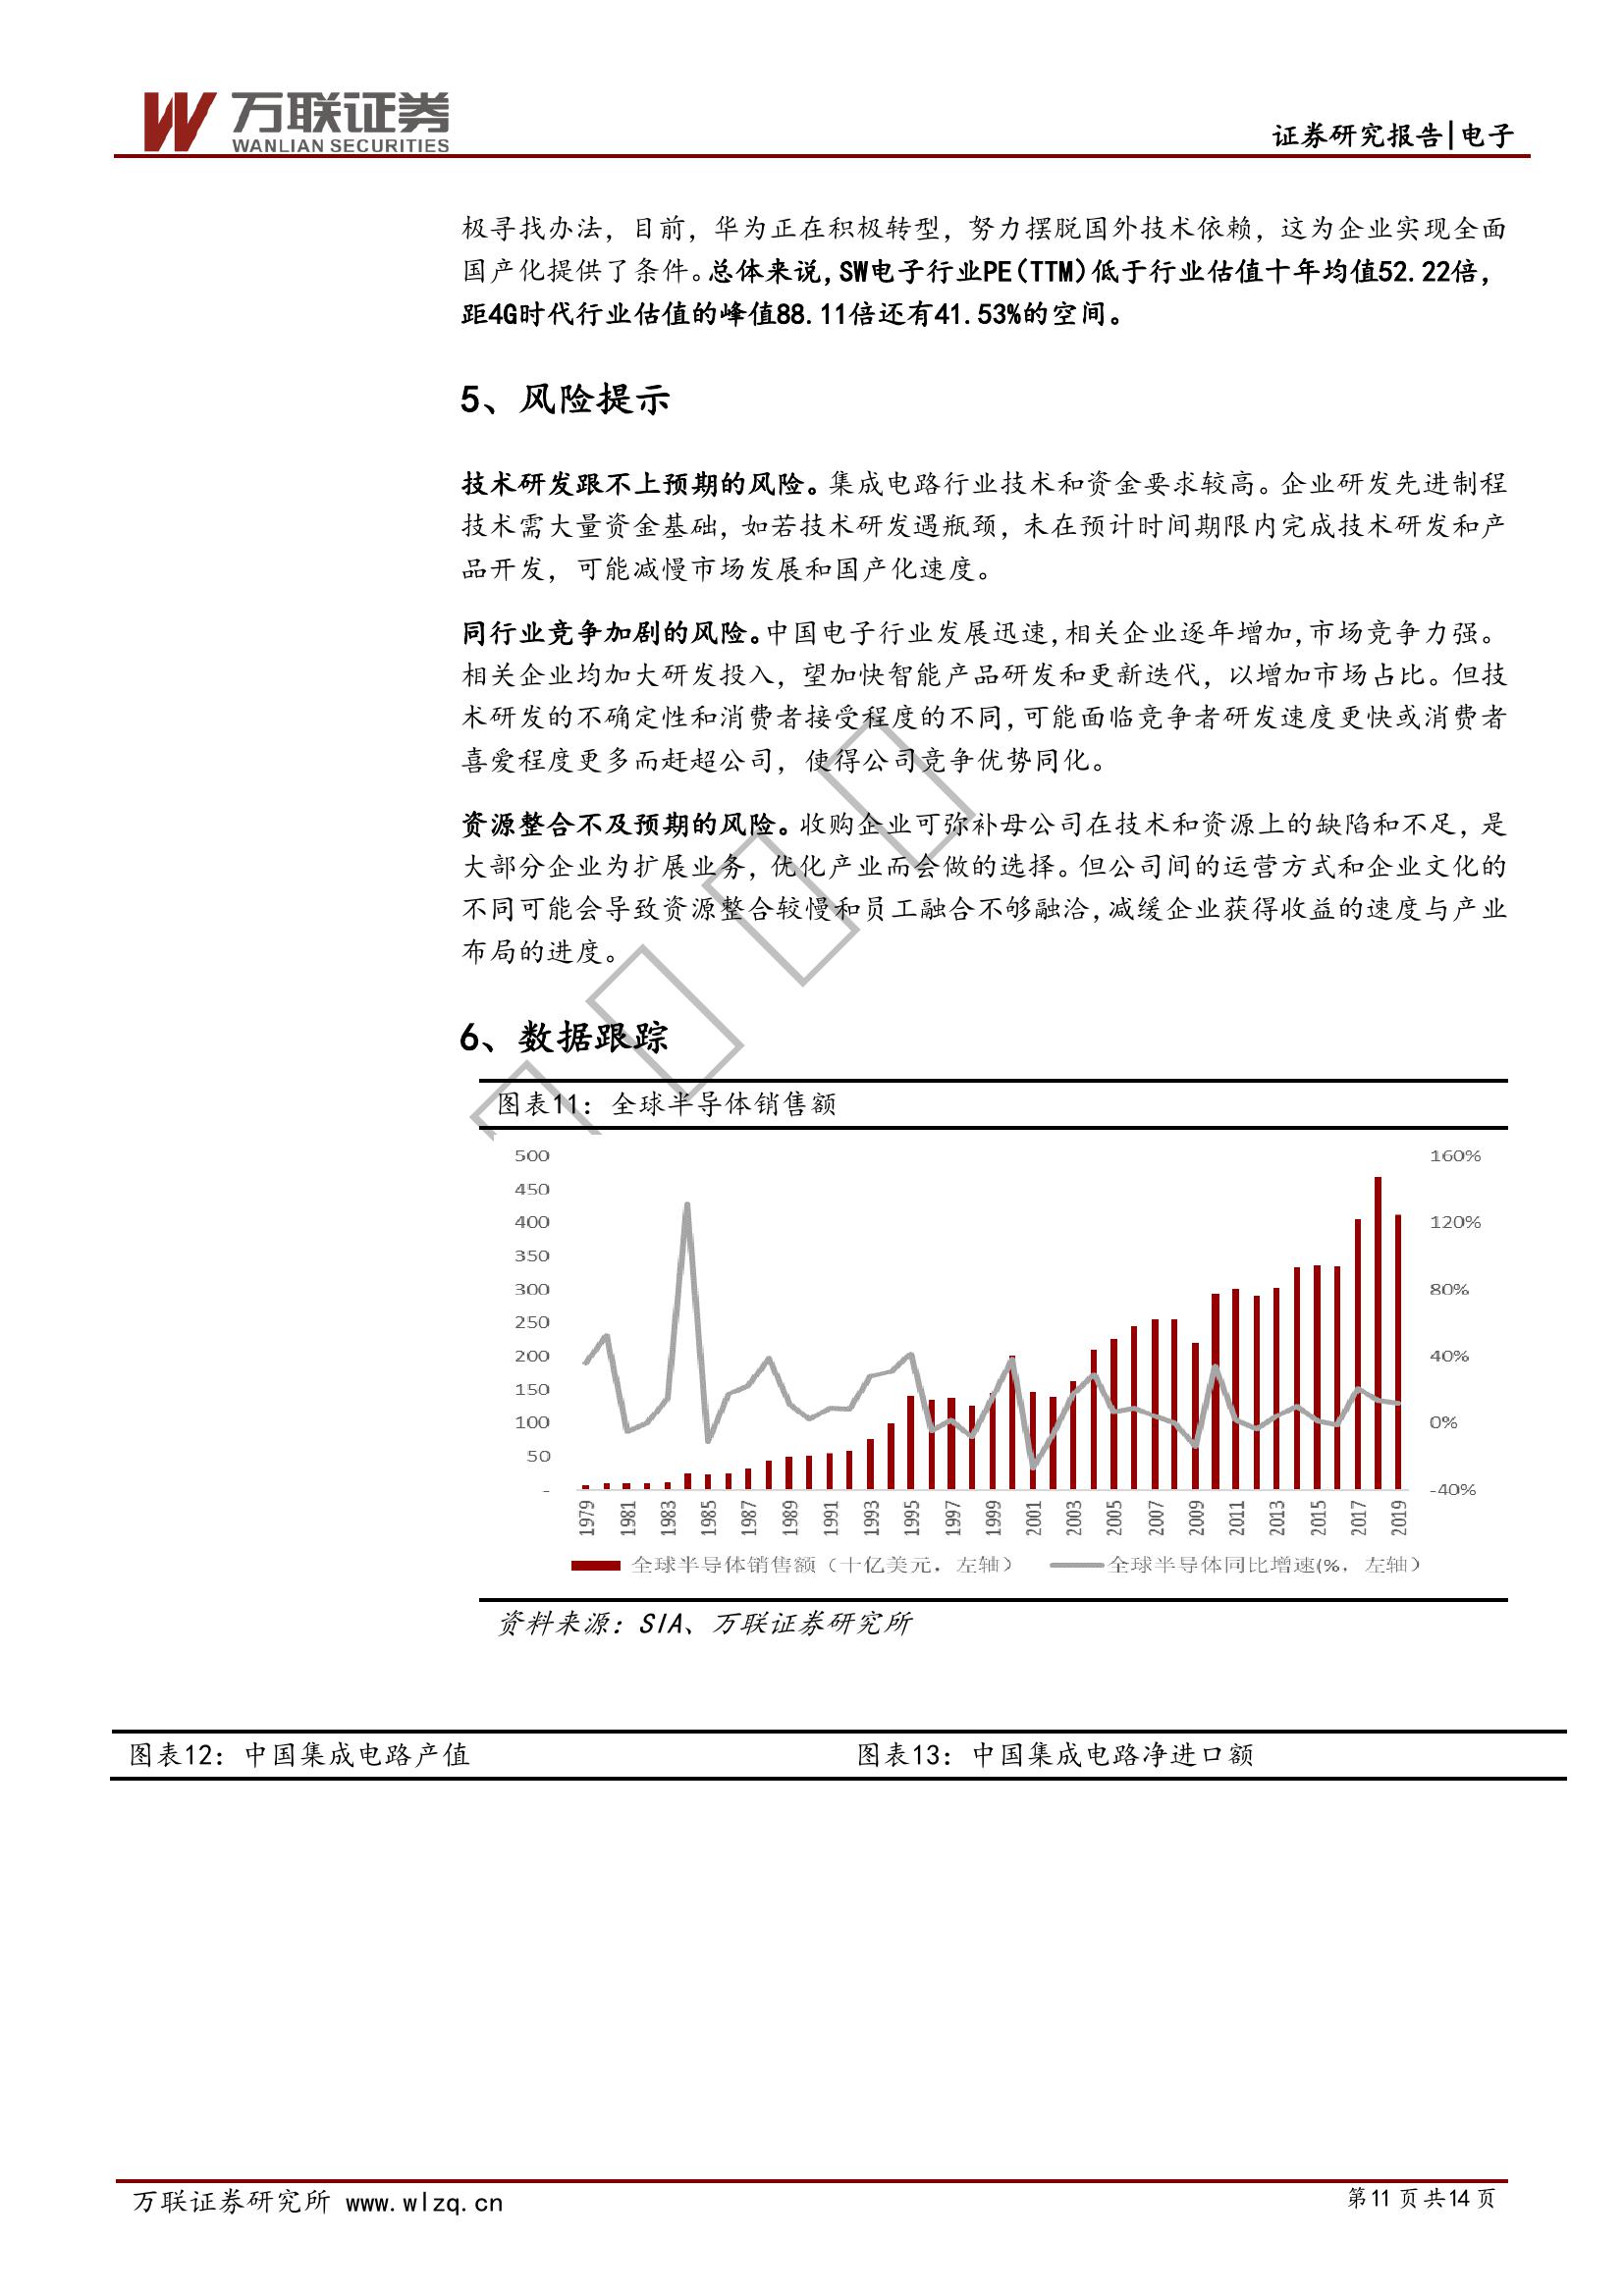 万联证券
WANLIAN SECURITIES
证券研究报告|电子
极寻找办法，目前，华为正在积极转型，努力摆脱国外技术依赖，这为企业实现全面
国产化提供了条件。总体来说，SW电子行业PE(TTM)低于行业估值十年均值52.22倍，
距4G时代行业估值的峰值88.11倍还有41.53%的空间。
5、风险提示
技术研发跟不上预期的风险。集成电路行业技术和资金要求较高。企业研发先进制程
技术需大量资金基础，如若技术研发遇瓶颈，未在预计时间期限内完成技术研发和产
品开发，可能减慢市场发展和国产化速度。
同行业竞争加剧的风险。中国电子行业发展迅速，相关企业逐年增加，市场竞争力强。
相关企业均加大研发投入，望加快智能产品研发和更新迭代，以增加市场占比。但技
术研发的不确定性和消费者接受程度的不同，可能面临竞争者研发速度更快或消费者
喜爱程度更多而赶超公司，使得公司竞争优势同化。
资源整合不及预期的风险。收购企业可弥补母公司在技术和资源上的缺陷和不足，是
大部分企业为扩展业务，优化产业而会做的选择。但公司间的运营方式和企业文化的
不同可能会导致资源整合较慢和员工融合不够融洽，减缓企业获得收益的速度与产业
布局的进度。
6、数据跟踪
图表11：全球半导体销售额
500 160%
450
400 120%
350
300 80%
250
200 40%
150
100 0%
50
- -40%
1979 1981 1983 1985 1987 1989 1991 1993 1995 1997 1999 2001 2003 2005 2007 2009 2011 2013 2015 2017 2019
全球半导体销售额（十亿美元，左轴） 全球半导体同比增速(%，左轴）
资料来源：SIA、万联证券研究所
图表12：中国集成电路产值 图表13：中国集成电路净进口额
万联证券研究所 www.wlzq.cn 第11 页共14 页